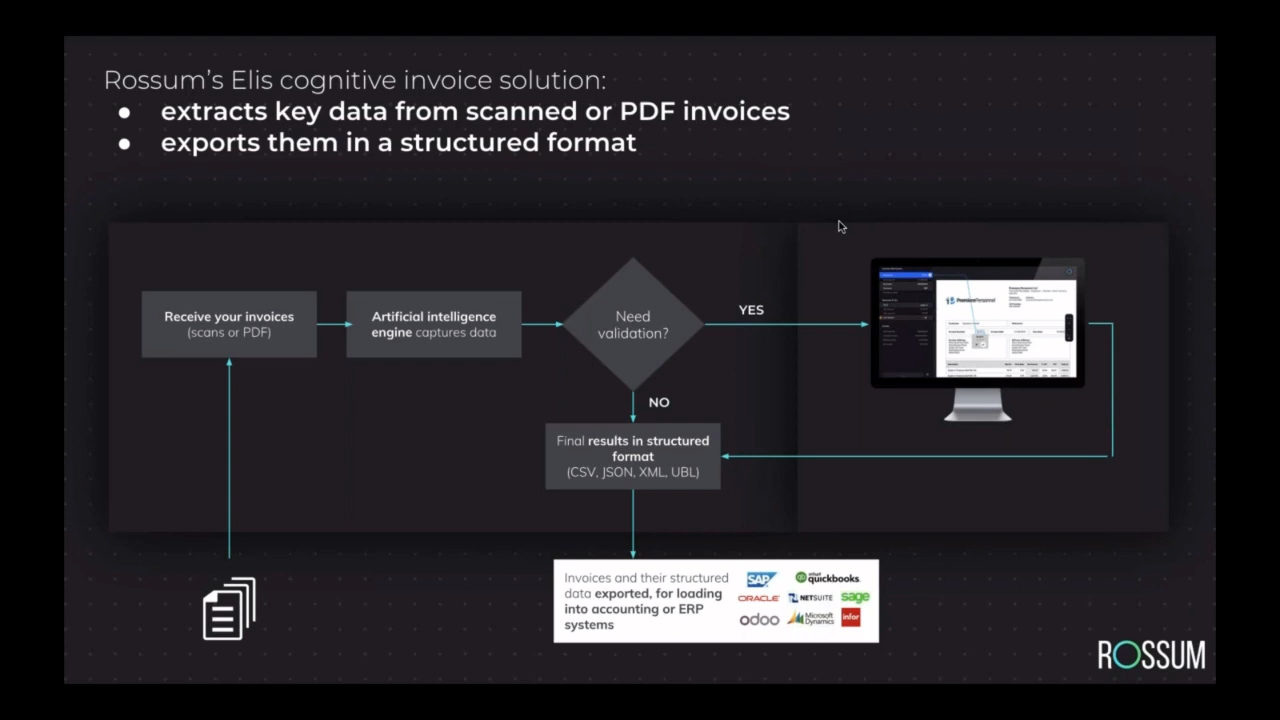 Rossum's Elis cognitive invoice solution:
● extracts key data from scanned or PDF invoices
● exports them in a structured format
Receive your invoices
(scans or PDF)
Artificial intelligence
engine captures data
Need
validation?
YES
PremiumPersonnel
NO
Final results in structured
format
(CSV, JSON, XML, UBL)
Invoices and their structured
data exported, for loading
into accounting or ERP
systems
SAP
intuit
quickbooks.
ORACLE
NETSUITE
sage
odoo
Microsoft
Dynamics
infor
ROSSUM